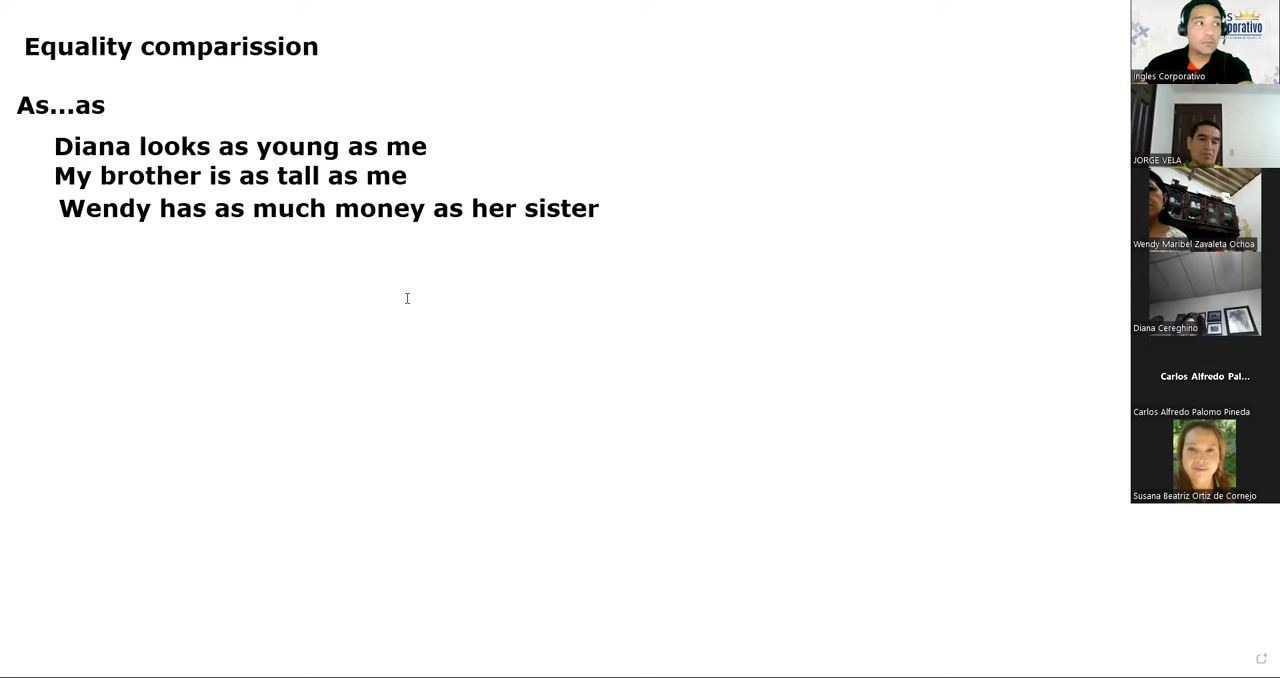 Equality comparission
As...as
Diana looks as young as me
My brother is as tall as me
Wendy has as much money as her sister
Ingles Corporativo
JORGE VELA
Wendy Maribel Zavaleta Ochoa
Diana Cereghino
Carlos Alfredo Pal...
Carlos Alfredo Palomo Pineda
Susana Beatriz Ortiz de Cornejo